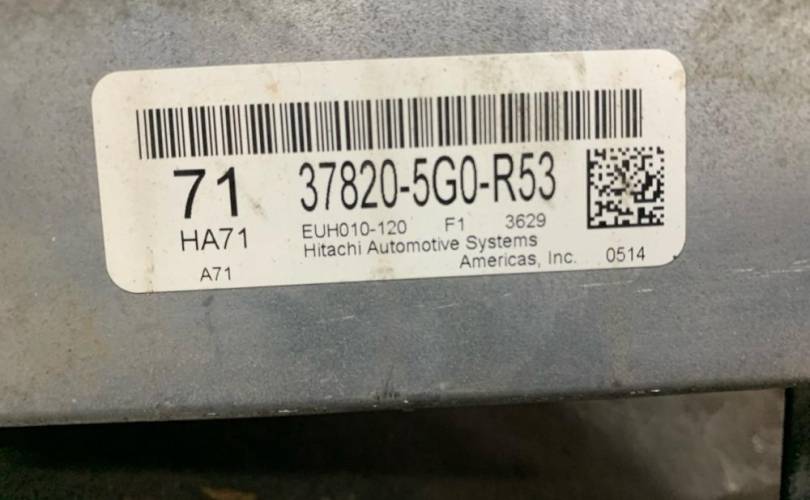 71 37820-5G0-R53
HA71 EUH010-120 F1 3629
Hitachi Automotive Systems
A71 Americas, Inc. 0514